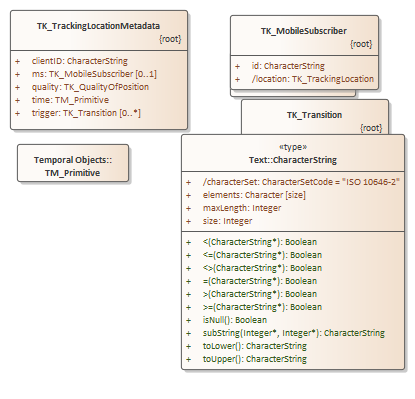 TK_TrackingLocationMetadata
{root}
+ clientID: CharacterString
+ ms: TK_MobileSubscriber [0..1]
+ quality: TK_QualityOfPosition
+ time: TM_Primitive
+ trigger: TK_Transition [0..*]
TK_MobileSubscriber
{root}
+ id: CharacterString
+ /location: TK_TrackingLocation
TK_Transition
{root}
Temporal Objects::
TM_Primitive
«type»
Text::CharacterString
+ /characterSet: CharacterSetCode = "ISO 10646-2"
+ elements: Character [size]
+ maxLength: Integer
+ size: Integer
+ <(CharacterString*): Boolean
+ <=(CharacterString*): Boolean
+ <>(CharacterString*): Boolean
+ =(CharacterString*): Boolean
+ >(CharacterString*): Boolean
+ >=(CharacterString*): Boolean
+ isNull(): Boolean
+ subString(Integer*, Integer*): CharacterString
+ toLower(): CharacterString
+ toUpper(): CharacterString